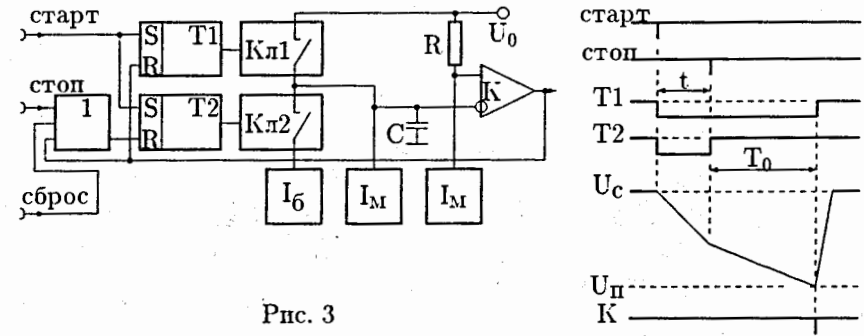 старт
S T1
R
Кл1
U₀
R
К
стоп
1
S T2
R
Кл2
C
сброс
Iб
Iм
Iм
Рис. 3
старт
стоп
T1
t
T2
T₀
Uс
Uп
К